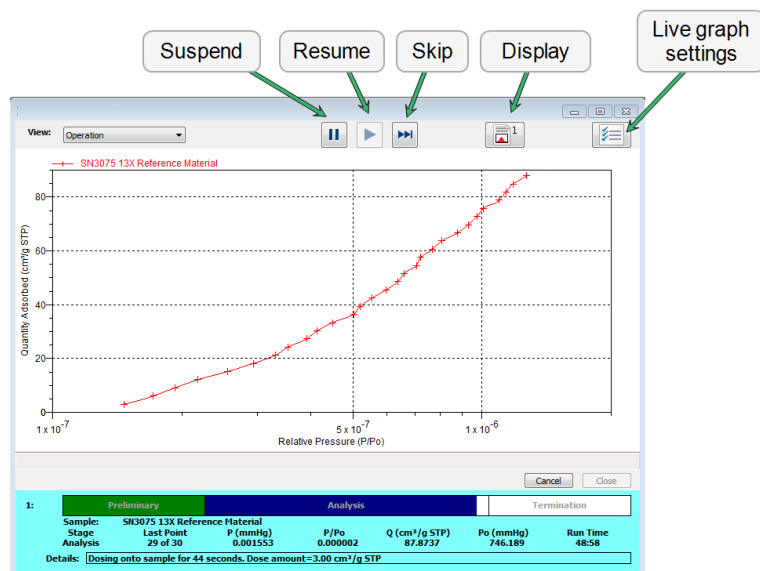 Suspend
Resume
Skip
Display
Live graph
settings
View: Operation
1
SN3075 13X Reference Material
Quantity Adsorbed (cm³/g STP)
80
60
40
20
0
1 x 10⁻⁷
5 x 10⁻⁷
1 x 10⁻⁶
Relative Pressure (P/Po)
Cancel Close
1: Preliminary Analysis Termination
Sample: SN3075 13X Reference Material
Stage Last Point P (mmHg) P/Po Q (cm³/g STP) Po (mmHg) Run Time
Analysis 29 of 30 0.001553 0.000002 87.8737 746.189 48:58
Details: Dosing onto sample for 44 seconds. Dose amount=3.00 cm³/g STP